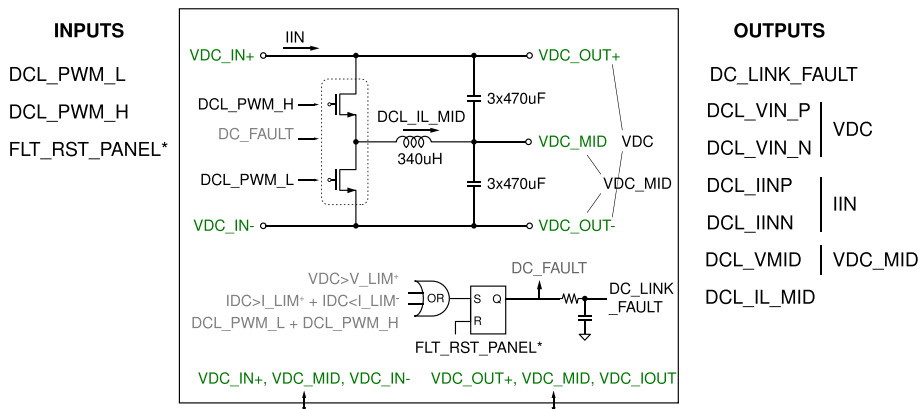 INPUTS
DCL_PWM_L
DCL_PWM_H
FLT_RST_PANEL*
IIN
VDC_IN+
VDC_OUT+
DCL_PWM_H
3x470uF
DCL_IL_MID
DC_FAULT
340uH
VDC_MID
VDC
DCL_PWM_L
3x470uF
VDC_MID
VDC_IN-
VDC_OUT-
VDC>V_LIM+
IDC>I_LIM+ + IDC<I_LIM-
DCL_PWM_L + DCL_PWM_H
OR
S Q
R
DC_FAULT
DC_LINK
_FAULT
FLT_RST_PANEL*
VDC_IN+, VDC_MID, VDC_IN-
VDC_OUT+, VDC_MID, VDC_IOUT
OUTPUTS
DC_LINK_FAULT
DCL_VIN_P
DCL_VIN_N
VDC
DCL_IINP
DCL_IINN
IIN
DCL_VMID
VDC_MID
DCL_IL_MID